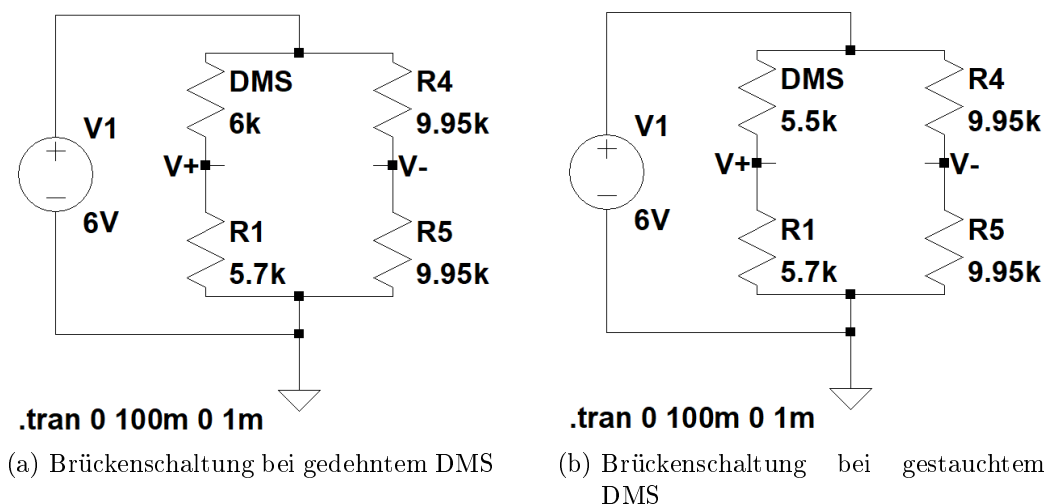 DMS
6k
R4
9.95k
V1
V+
V-
6V
R1
5.7k
R5
9.95k
.tran 0 100m 0 1m
(a) Brückenschaltung bei gedehntem DMS
DMS
5.5k
R4
9.95k
V1
V+
V-
6V
R1
5.7k
R5
9.95k
.tran 0 100m 0 1m
(b) Brückenschaltung bei gestauchtem
DMS